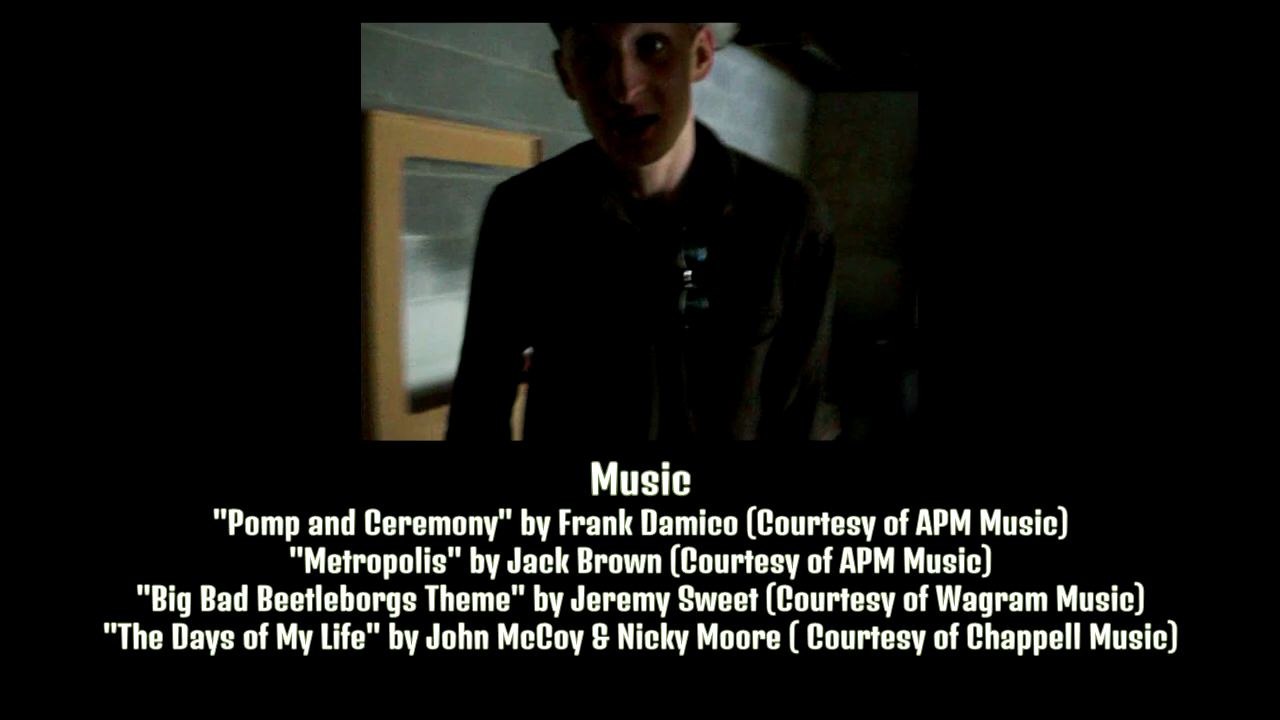 Music
"Pomp and Ceremony" by Frank Damico (Courtesy of APM Music)
"Metropolis" by Jack Brown (Courtesy of APM Music)
"Big Bad Beetleborgs Theme" by Jeremy Sweet (Courtesy of Wagram Music)
"The Days of My Life" by John McCoy & Nicky Moore ( Courtesy of Chappell Music)